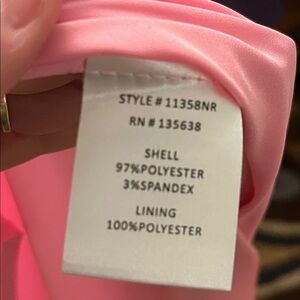 STYLE # 11358NR
RN # 135638
SHELL
97%POLYESTER
3%SPANDEX
LINING
100%POLYESTER